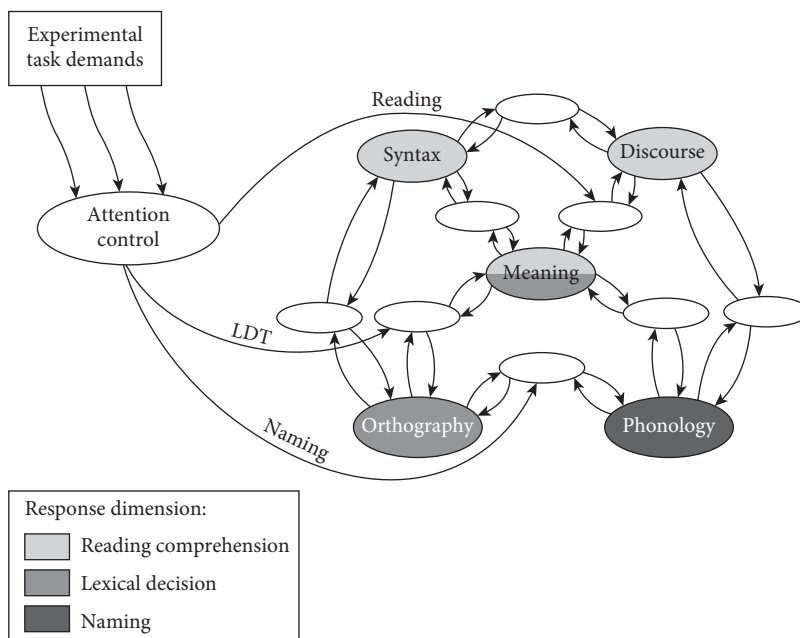 Experimental
task demands
Reading
Syntax
Discourse
Attention
control
Meaning
LDT
Orthography
Phonology
Naming
Response dimension:
Reading comprehension
Lexical decision
Naming